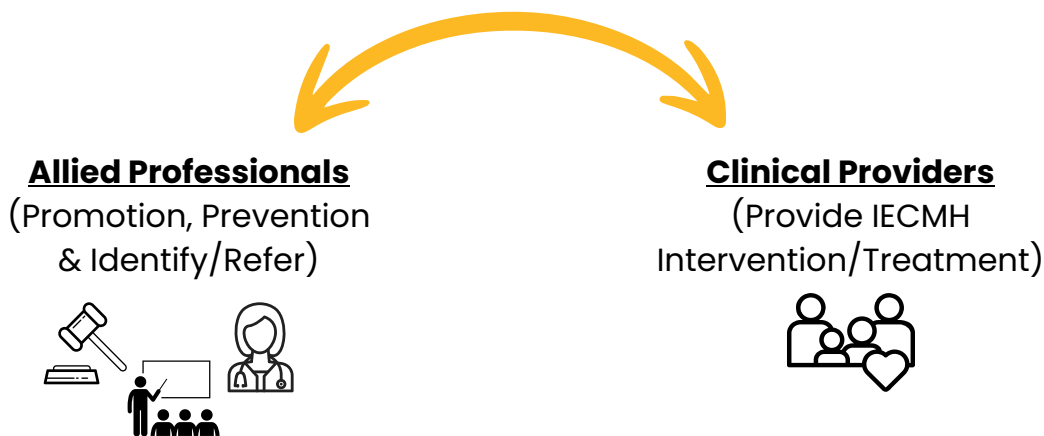 Allied Professionals
(Promotion, Prevention
& Identify/Refer)
Clinical Providers
(Provide IECMH
Intervention/Treatment)